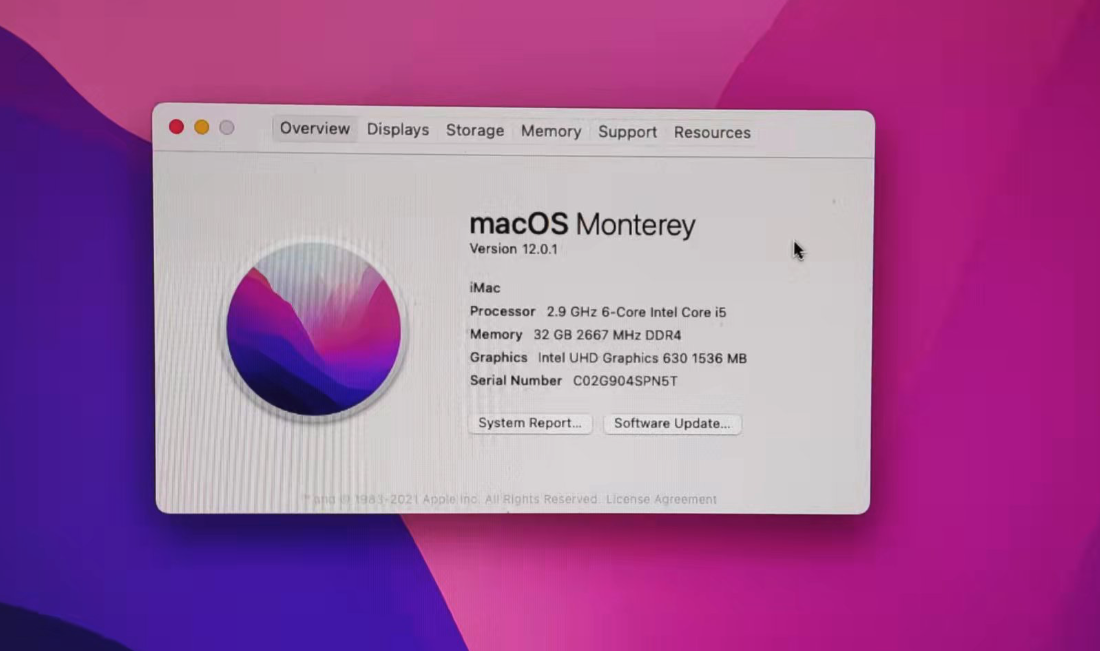 Overview Displays Storage Memory Support Resources
macOS Monterey
Version 12.0.1
iMac
Processor 2.9 GHz 6-Core Intel Core i5
Memory 32 GB 2667 MHz DDR4
Graphics Intel UHD Graphics 630 1536 MB
Serial Number C02G904SPN5T
System Report... Software Update...
™ and © 1983-2021 Apple Inc. All Rights Reserved. License Agreement